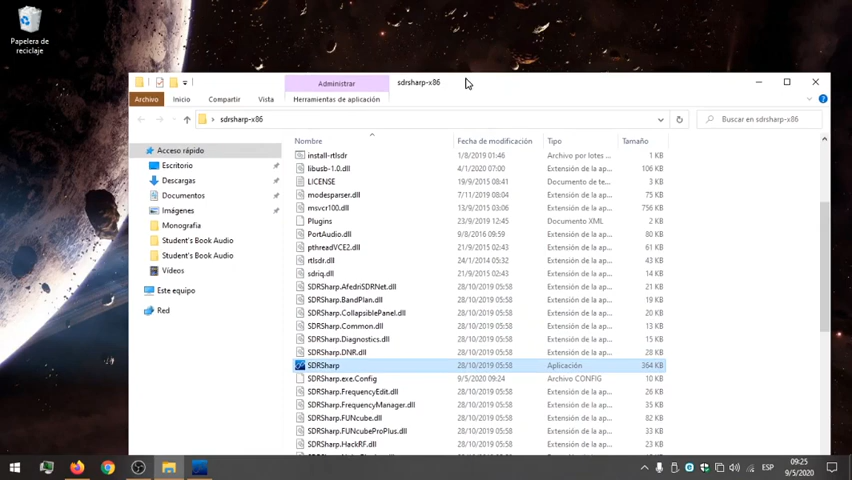 Papelera de
reciclaje
Administrar
sdrsharp-x86
Archivo
Inicio
Compartir
Vista
Herramientas de aplicación
sdrsharp-x86
Buscar en sdrsharp-x86
Nombre
Fecha de modificación
Tipo
Tamaño
Acceso rápido
Escritorio
Descargas
Documentos
Imágenes
Monografia
Student's Book Audio
Student's Book Audio
Vídeos
Este equipo
Red
install-rtlsdr 1/8/2019 01:46 Archivo por lotes ... 1 KB
libusb-1.0.dll 4/1/2020 07:00 Extensión de la ap... 106 KB
LICENSE 19/9/2015 08:41 Documento de te... 3 KB
modesparser.dll 7/11/2019 08:04 Extensión de la ap... 75 KB
msvcr100.dll 13/9/2015 03:06 Extensión de la ap... 756 KB
Plugins 23/9/2019 12:45 Documento XML 2 KB
PortAudio.dll 9/8/2016 09:59 Extensión de la ap... 60 KB
pthreadVCE2.dll 21/9/2015 02:43 Extensión de la ap... 61 KB
rtlsdr.dll 24/1/2014 05:32 Extensión de la ap... 43 KB
sdriq.dll 21/9/2015 02:43 Extensión de la ap... 14 KB
SDRSharp.AfedriSDRNet.dll 28/10/2019 05:58 Extensión de la ap... 21 KB
SDRSharp.BandPlan.dll 28/10/2019 05:58 Extensión de la ap... 19 KB
SDRSharp.CollapsiblePanel.dll 28/10/2019 05:58 Extensión de la ap... 14 KB
SDRSharp.Common.dll 28/10/2019 05:58 Extensión de la ap... 13 KB
SDRSharp.Diagnostics.dll 28/10/2019 05:58 Extensión de la ap... 15 KB
SDRSharp.DNR.dll 28/10/2019 05:58 Extensión de la ap... 28 KB
SDRSharp 28/10/2019 05:58 Aplicación 364 KB
SDRSharp.exe.Config 9/5/2020 09:24 Archivo CONFIG 10 KB
SDRSharp.FrequencyEdit.dll 28/10/2019 05:58 Extensión de la ap... 26 KB
SDRSharp.FrequencyManager.dll 28/10/2019 05:58 Extensión de la ap... 35 KB
SDRSharp.FUNcube.dll 28/10/2019 05:58 Extensión de la ap... 82 KB
SDRSharp.FUNcubeProPlus.dll 28/10/2019 05:58 Extensión de la ap... 31 KB
SDRSharp.HackRF.dll 28/10/2019 05:58 Extensión de la ap... 23 KB
ESP
09:25
9/5/2020